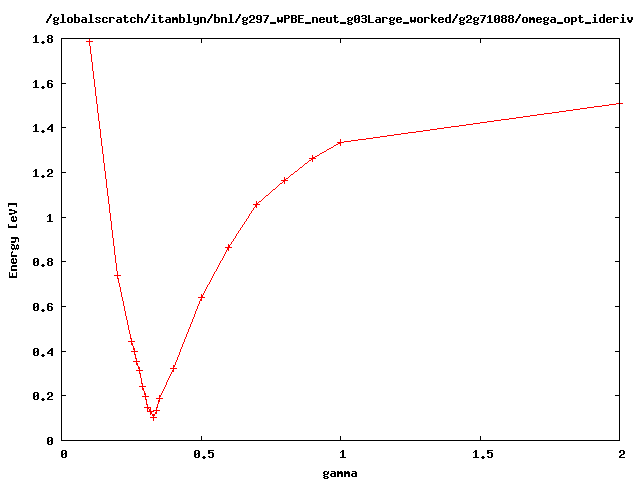 /globalscratch/itamblyn/bnl/g297_wPBE_neut_g03Large_worked/g2g71088/omega_opt_ideriv
1.8
1.6
1.4
1.2
1
0.8
0.6
0.4
0.2
0
Energy [eV]
0 0.5 1 1.5 2
gamma